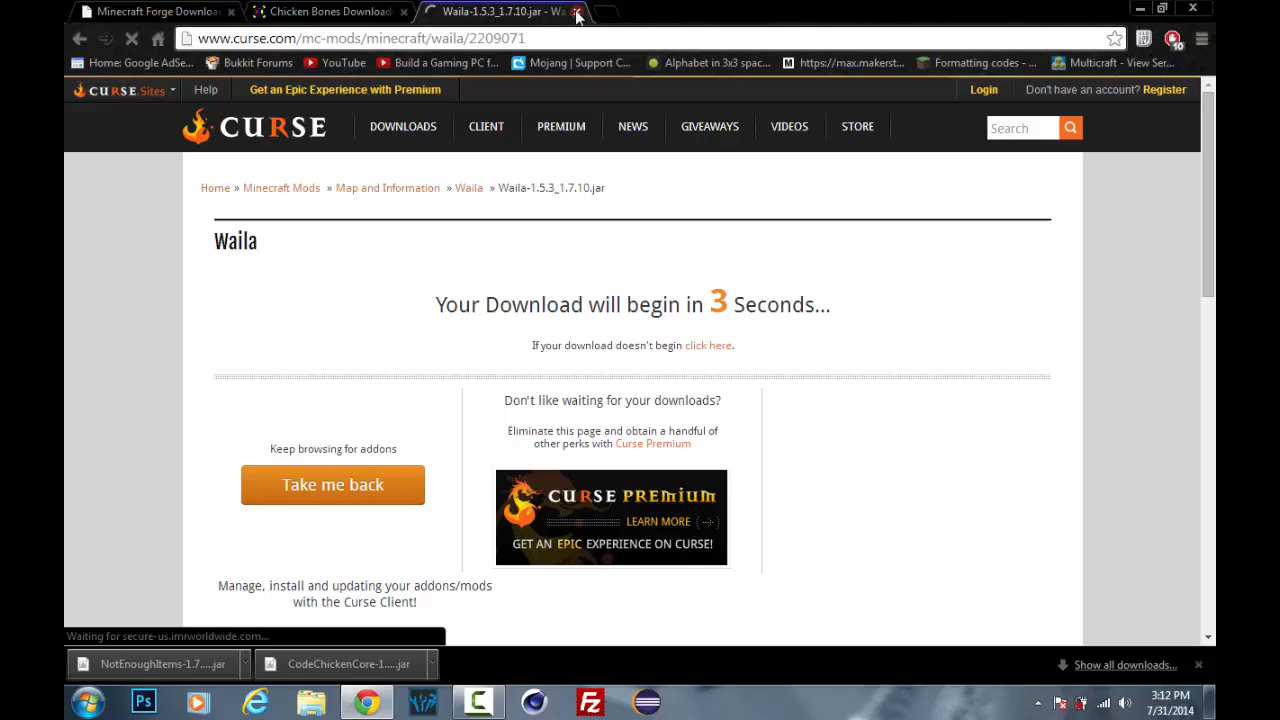 Minecraft Forge Downloa
Chicken Bones Download
Waila-1.5.3_1.7.10.jar - Wa
www.curse.com/mc-mods/minecraft/waila/2209071
10
Home: Google AdSe...
Bukkit Forums
YouTube
Build a Gaming PC f...
Mojang | Support C...
Alphabet in 3x3 spac...
M https://max.makerst...
Formatting codes - ...
Multicraft - View Ser...
CURSE Sites
Help
Get an Epic Experience with Premium
Login
Don't have an account? Register
CURSE
DOWNLOADS
CLIENT
PREMIUM
NEWS
GIVEAWAYS
VIDEOS
STORE
Search
Home » Minecraft Mods » Map and Information » Waila » Waila-1.5.3_1.7.10.jar
Waila
Your Download will begin in 3 Seconds...
If your download doesn't begin click here.
Keep browsing for addons
Take me back
Don't like waiting for your downloads?
Eliminate this page and obtain a handful of
other perks with Curse Premium
CURSE PREMIUM
LEARN MORE
GET AN EPIC EXPERIENCE ON CURSE!
Manage, install and updating your addons/mods
with the Curse Client!
Waiting for secure-us.imrworldwide.com...
NotEnoughItems-1.7.....jar
CodeChickenCore-1.....jar
Show all downloads...
Ps
3:12 PM
7/31/2014